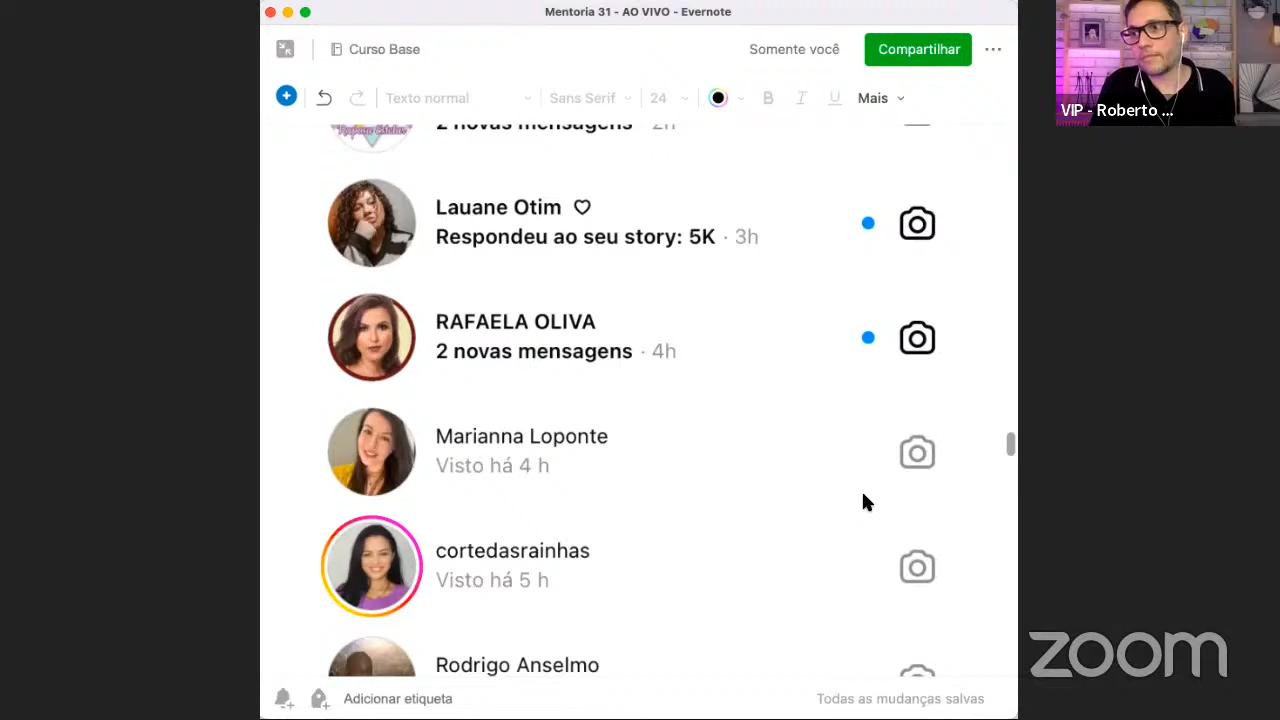 Mentoria 31 - AO VIVO - Evernote
Curso Base
Somente você
Compartilhar
Texto normal
Sans Serif
24
B
I
U
Mais
VIP - Roberto ...
2 novas mensagens · 2h
Lauane Otim ♡
Respondeu ao seu story: 5K · 3h
RAFAELA OLIVA
2 novas mensagens · 4h
Marianna Loponte
Visto há 4 h
cortedasrainhas
Visto há 5 h
Rodrigo Anselmo
zoom
Adicionar etiqueta
Todas as mudanças salvas